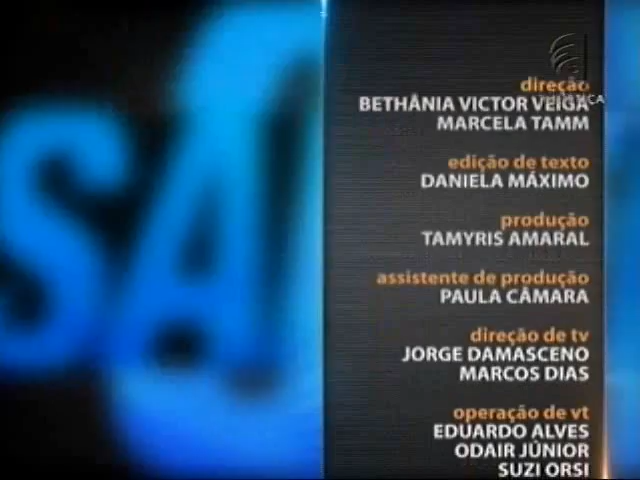 SA
direção
BETHÂNIA VICTOR VEIGA
MARCELA TAMM
edição de texto
DANIELA MÁXIMO
produção
TAMYRIS AMARAL
assistente de produção
PAULA CÂMARA
direção de tv
JORGE DAMASCENO
MARCOS DIAS
operação de vt
EDUARDO ALVES
ODAIR JÚNIOR
SUZI ORSI